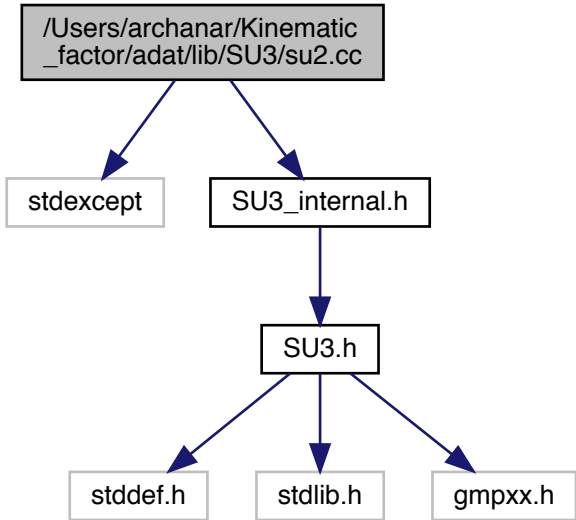 /Users/archanar/Kinematic
_factor/adat/lib/SU3/su2.cc
stdexcept
SU3_internal.h
SU3.h
stddef.h
stdlib.h
gmpxx.h